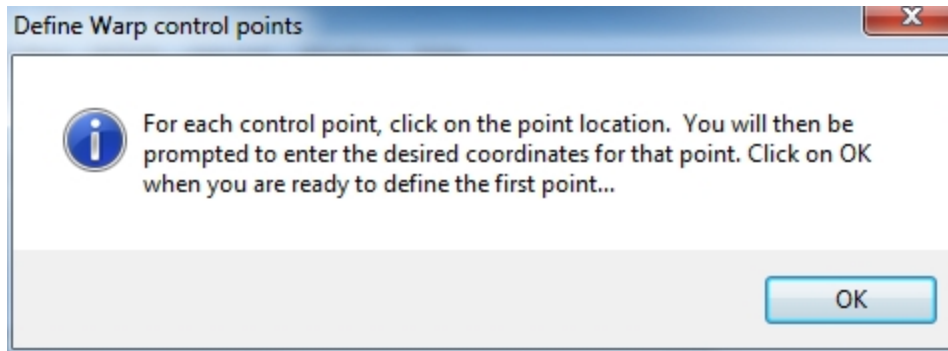 Define Warp control points
For each control point, click on the point location.  You will then be
prompted to enter the desired coordinates for that point. Click on OK
when you are ready to define the first point...
OK